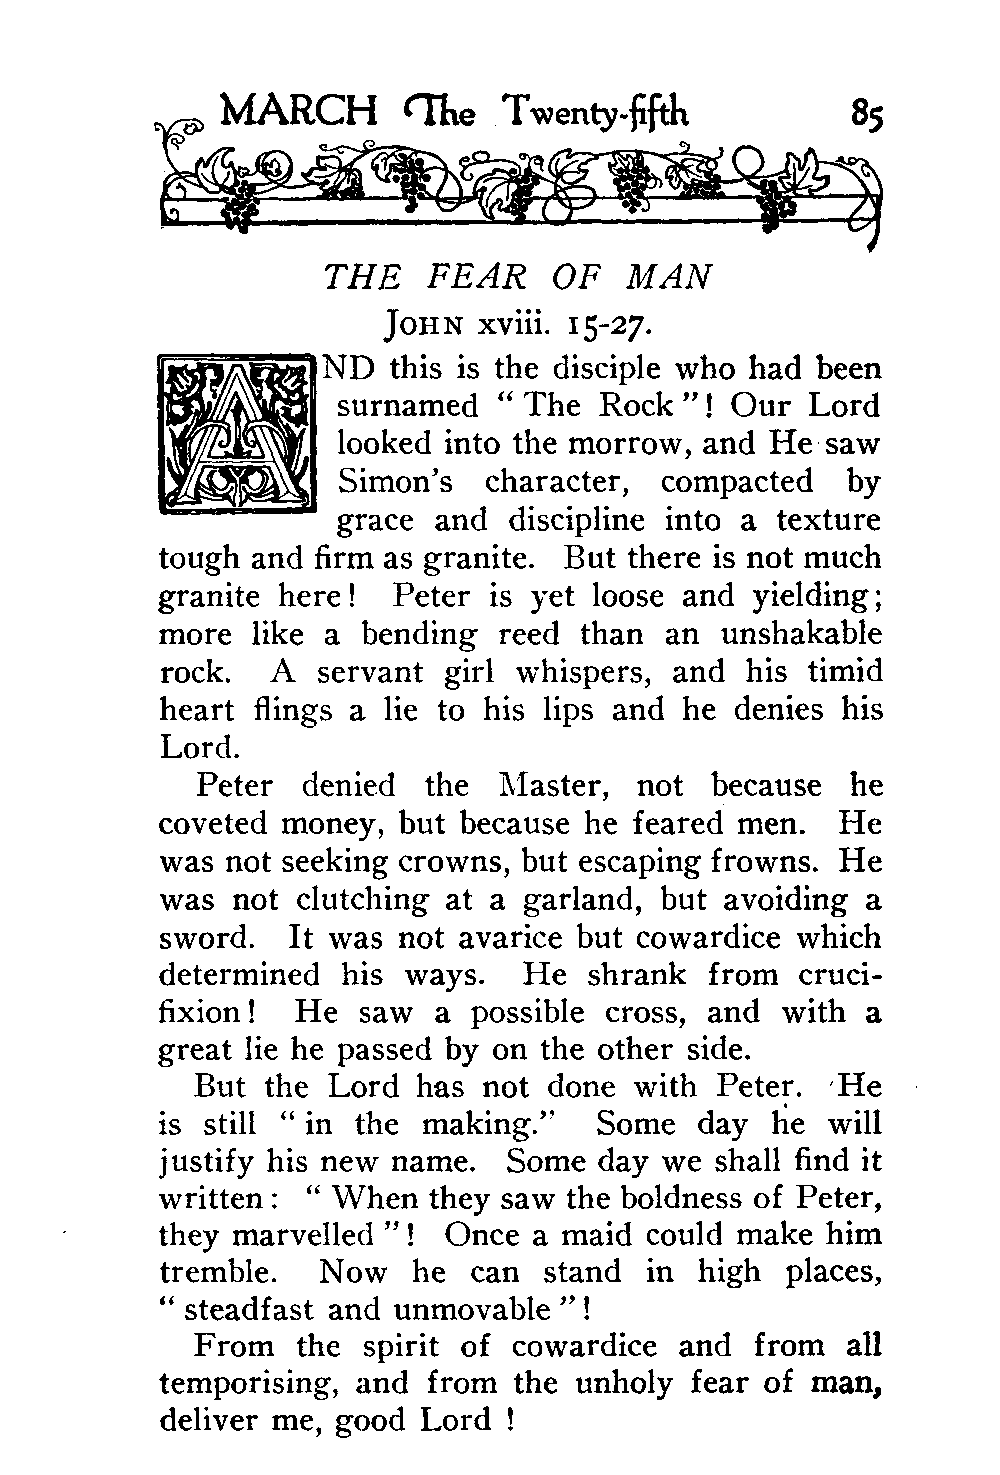 MARCH The Twenty-fifth 85
THE FEAR OF MAN
JOHN xviii. 15-27.
AND this is the disciple who had been
surnamed " The Rock "! Our Lord
looked into the morrow, and He saw
Simon's character, compacted by
grace and discipline into a texture
tough and firm as granite. But there is not much
granite here! Peter is yet loose and yielding;
more like a bending reed than an unshakable
rock. A servant girl whispers, and his timid
heart flings a lie to his lips and he denies his
Lord.
Peter denied the Master, not because he
coveted money, but because he feared men. He
was not seeking crowns, but escaping frowns. He
was not clutching at a garland, but avoiding a
sword. It was not avarice but cowardice which
determined his ways. He shrank from cruci-
fixion! He saw a possible cross, and with a
great lie he passed by on the other side.
But the Lord has not done with Peter. He
is still " in the making." Some day he will
justify his new name. Some day we shall find it
written : " When they saw the boldness of Peter,
they marvelled "! Once a maid could make him
tremble. Now he can stand in high places,
" steadfast and unmovable "!
From the spirit of cowardice and from all
temporising, and from the unholy fear of man,
deliver me, good Lord !